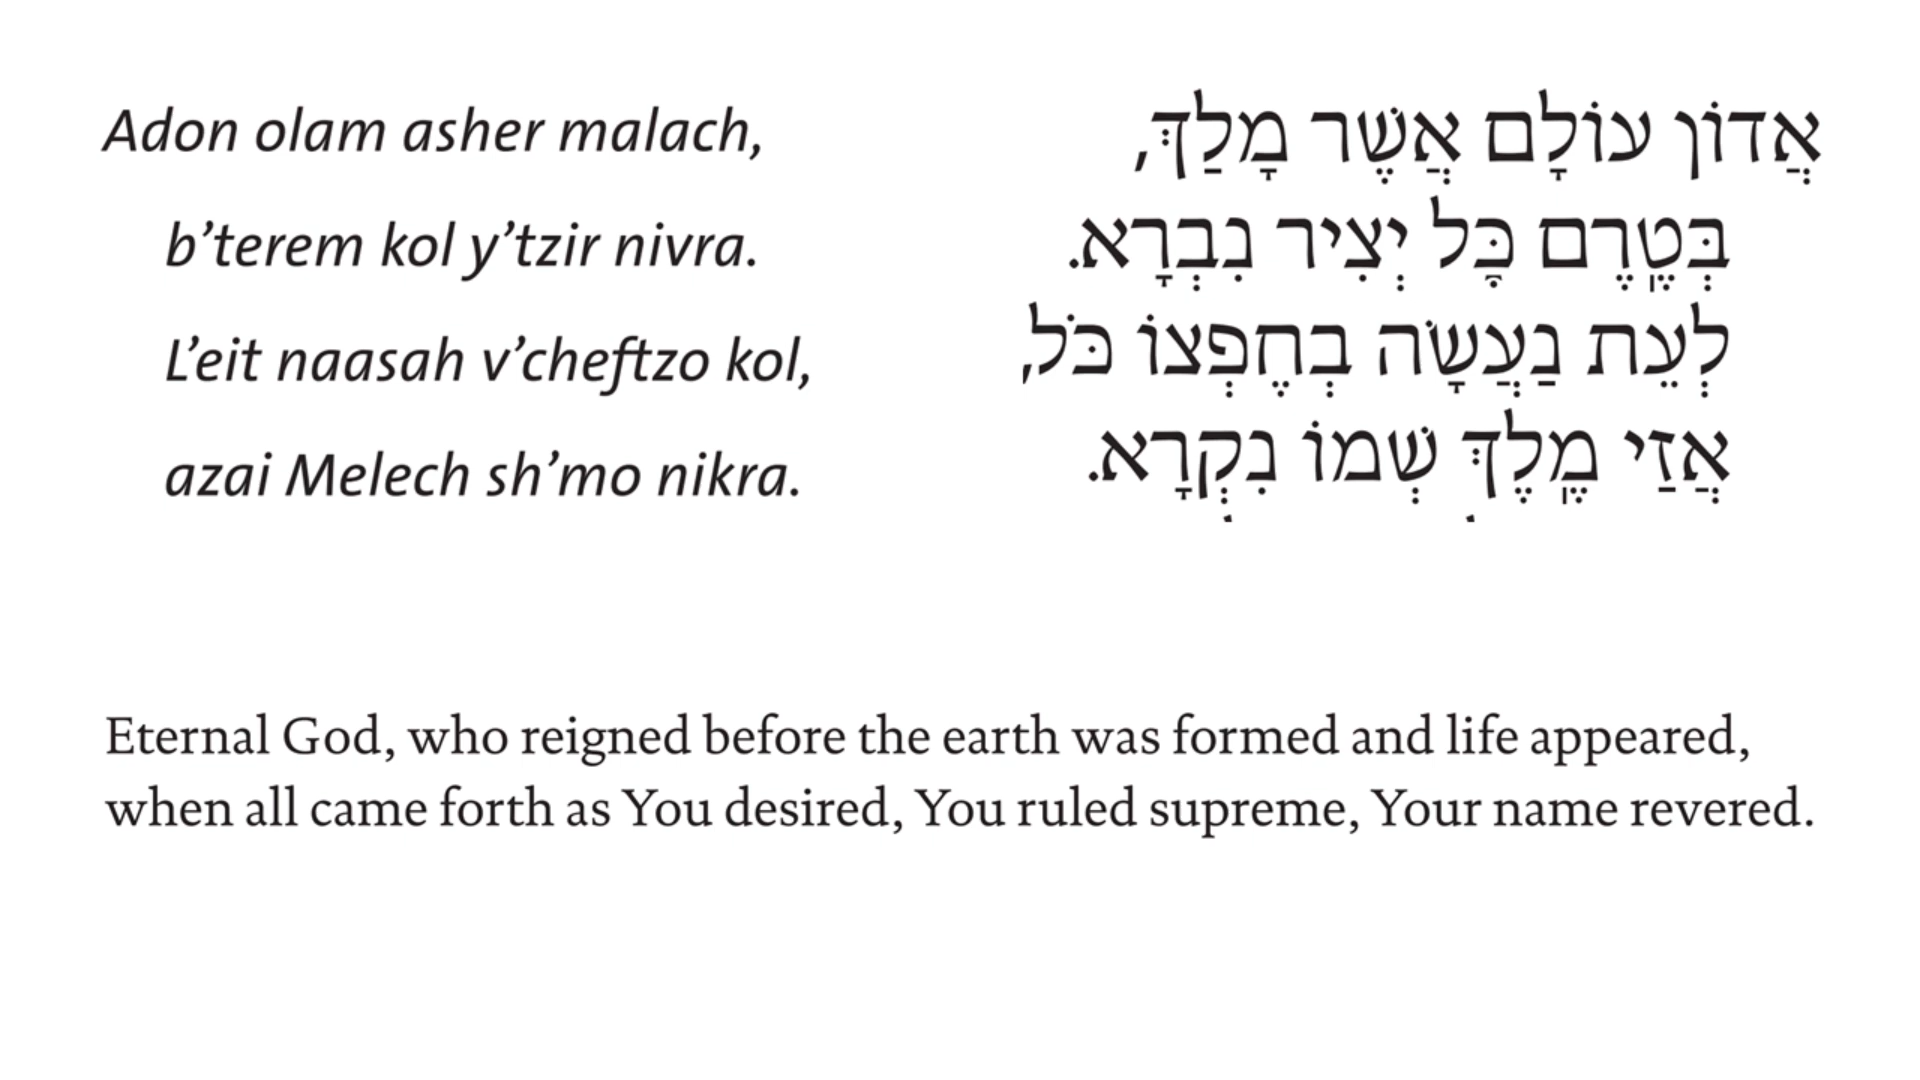 Adon olam asher malach,
b’terem kol y’tzir nivra.
L’eit naasah v’cheftzo kol,
azai Melech sh’mo nikra.
אֲדוֹן עוֹלָם אֲשֶׁר מָלַךְ,
בְּטֶֽרֶם כׇּל יְצִיר נִבְרָא.
לְעֵת נַעֲשָׂה בְחֶפְצוֹ כֹּל,
אֲזַי מֶֽלֶךְ שְׁמוֹ נִקְרָא.
Eternal God, who reigned before the earth was formed and life appeared,
when all came forth as You desired, You ruled supreme, Your name revered.